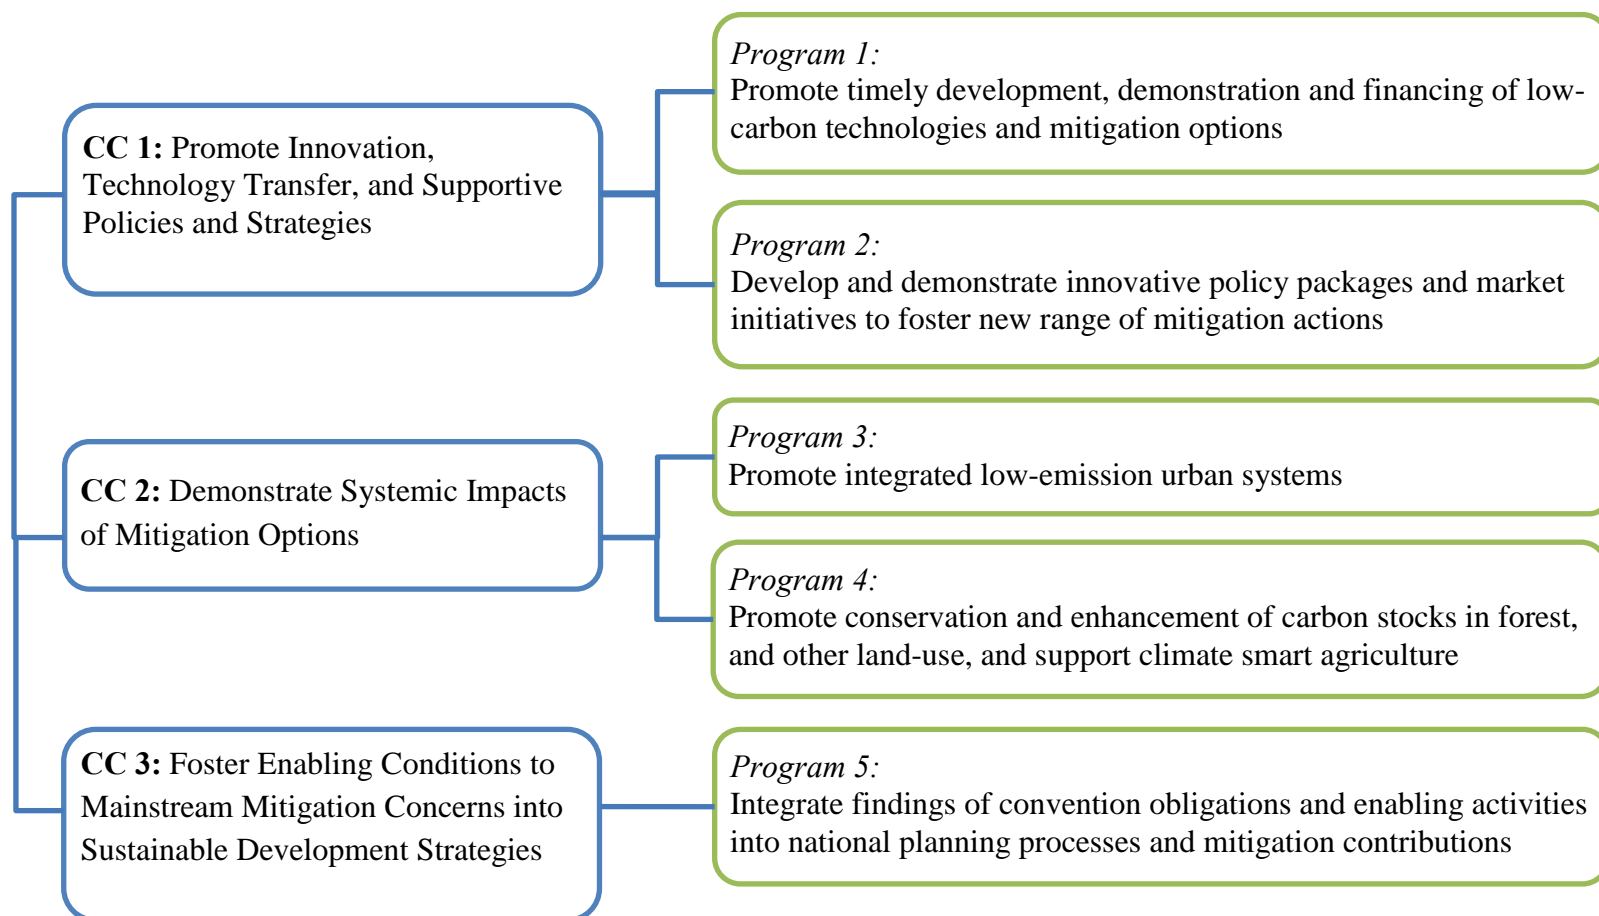 CC 1: Promote Innovation,
Technology Transfer, and Supportive
Policies and Strategies
Program 1:
Promote timely development, demonstration and financing of low-
carbon technologies and mitigation options
Program 2:
Develop and demonstrate innovative policy packages and market
initiatives to foster new range of mitigation actions
CC 2: Demonstrate Systemic Impacts
of Mitigation Options
Program 3:
Promote integrated low-emission urban systems
Program 4:
Promote conservation and enhancement of carbon stocks in forest,
and other land-use, and support climate smart agriculture
CC 3: Foster Enabling Conditions to
Mainstream Mitigation Concerns into
Sustainable Development Strategies
Program 5:
Integrate findings of convention obligations and enabling activities
into national planning processes and mitigation contributions